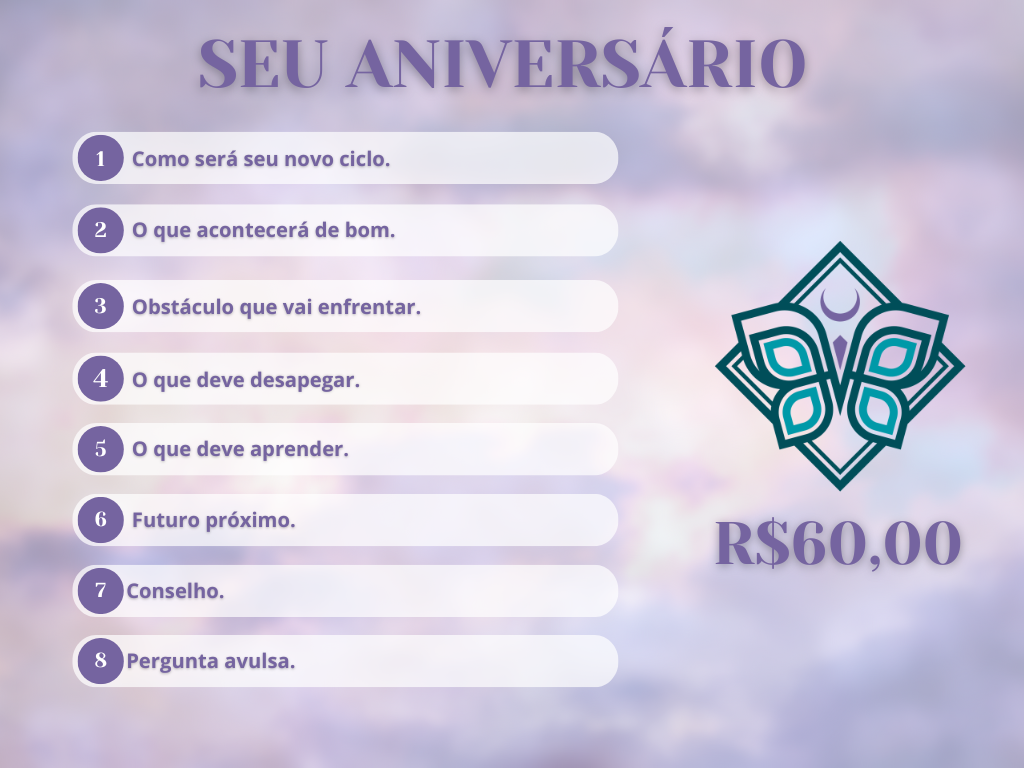 SEU ANIVERSÁRIO
1 Como será seu novo ciclo.
2 O que acontecerá de bom.
3 Obstáculo que vai enfrentar.
4 O que deve desapegar.
5 O que deve aprender.
6 Futuro próximo.
7 Conselho.
8 Pergunta avulsa.
R$60,00